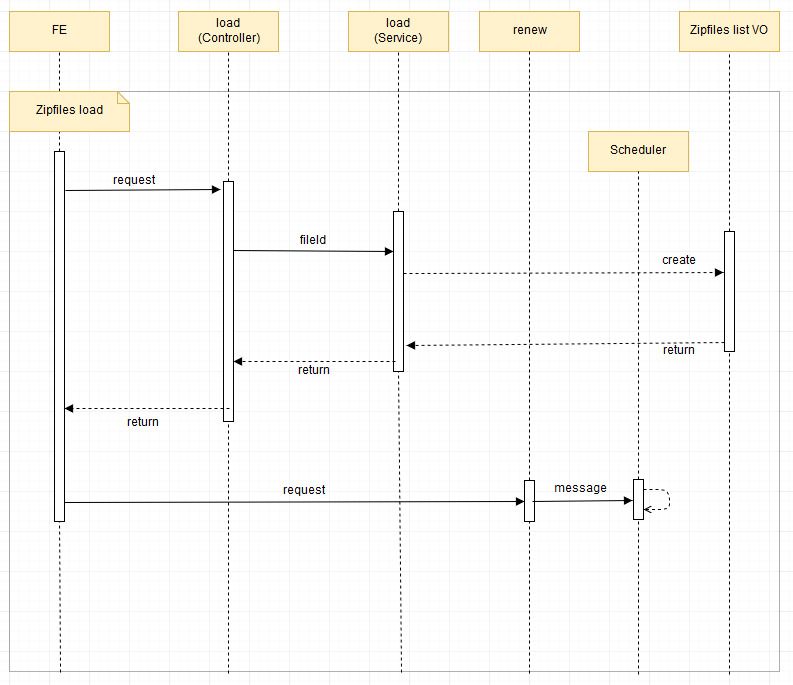 FE
load
(Controller)
load
(Service)
renew
Zipfiles list VO
Zipfiles load
Scheduler
request
fileId
create
return
return
return
request
message